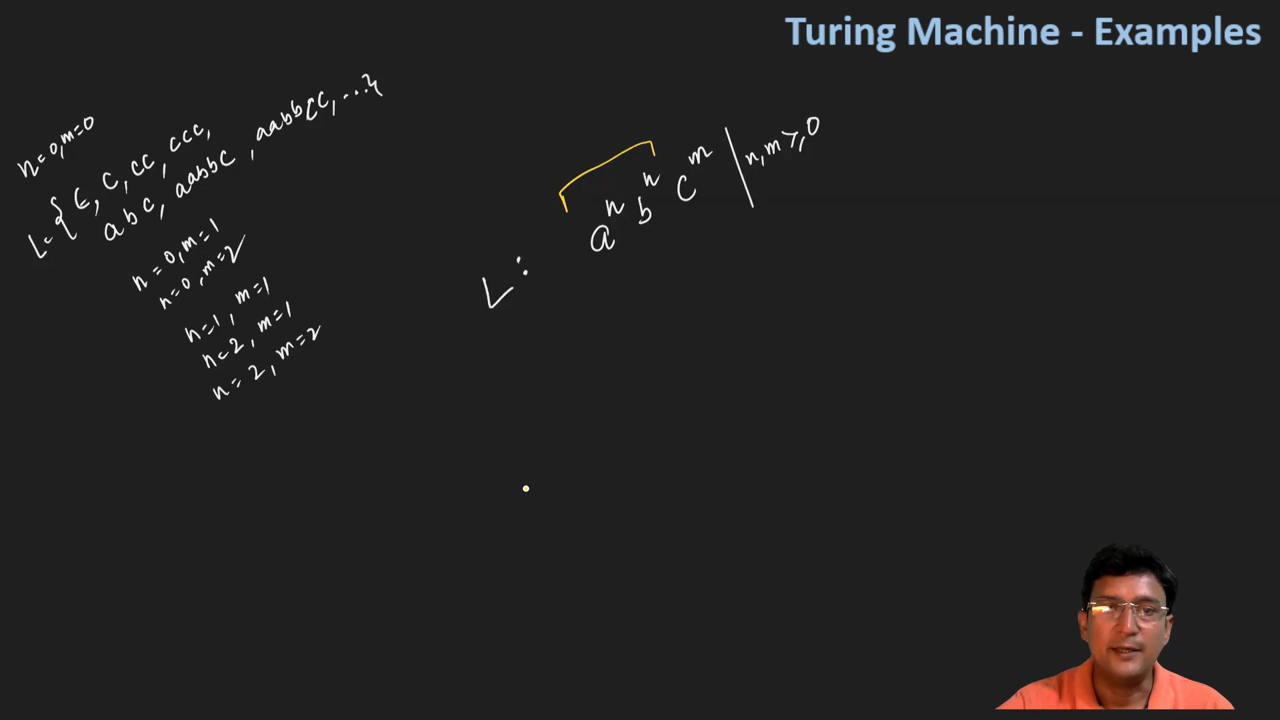 Turing Machine - Examples
n=0, m=0
L= { ε, c, cc, ccc,
abc, aabbc, aabbcc, ...}
n=0, m=1
n=0, m=2
n=1, m=1
n=2, m=1
n=2, m=2
L: aⁿ bⁿ cᵐ | n,m ≥ 0